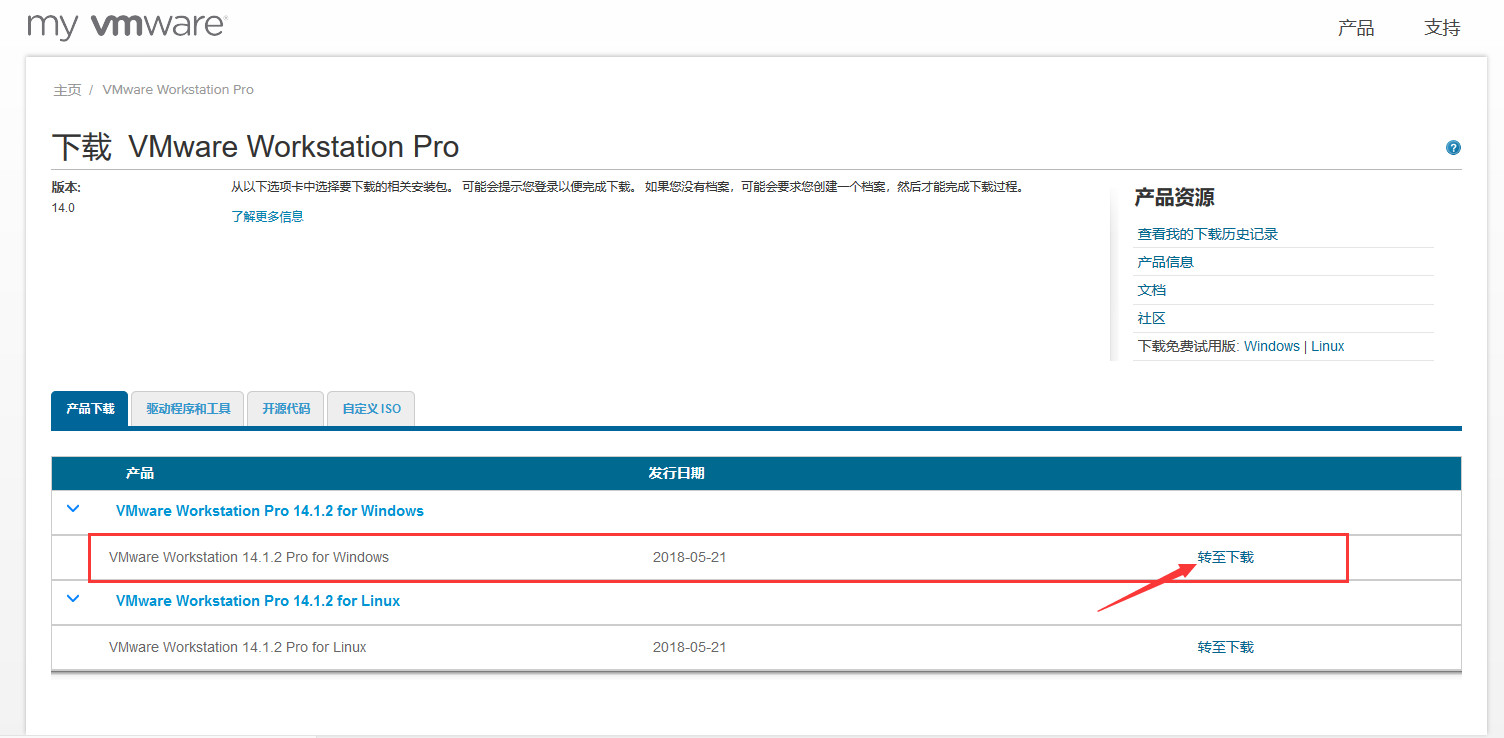 my vmware
产品 支持
主页 / VMware Workstation Pro
下载 VMware Workstation Pro
?
版本:
14.0
从以下选项卡中选择要下载的相关安装包。 可能会提示您登录以便完成下载。 如果您没有档案，可能会要求您创建一个档案，然后才能完成下载过程。
了解更多信息
产品资源
查看我的下载历史记录
产品信息
文档
社区
下载免费试用版: Windows | Linux
产品下载 驱动程序和工具 开源代码 自定义 ISO
产品 发行日期
VMware Workstation Pro 14.1.2 for Windows
VMware Workstation 14.1.2 Pro for Windows 2018-05-21 转至下载
VMware Workstation Pro 14.1.2 for Linux
VMware Workstation 14.1.2 Pro for Linux 2018-05-21 转至下载